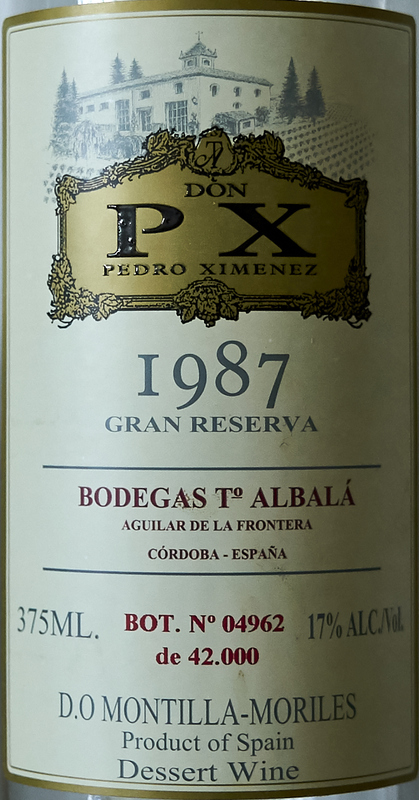 DON
PX
PEDRO XIMENEZ
1987
GRAN RESERVA
BODEGAS Tº ALBALÁ
AGUILAR DE LA FRONTERA
CÓRDOBA - ESPAÑA
375ML. BOT. Nº 04962 17% ALC./Vol.
de 42.000
D.O MONTILLA-MORILES
Product of Spain
Dessert Wine